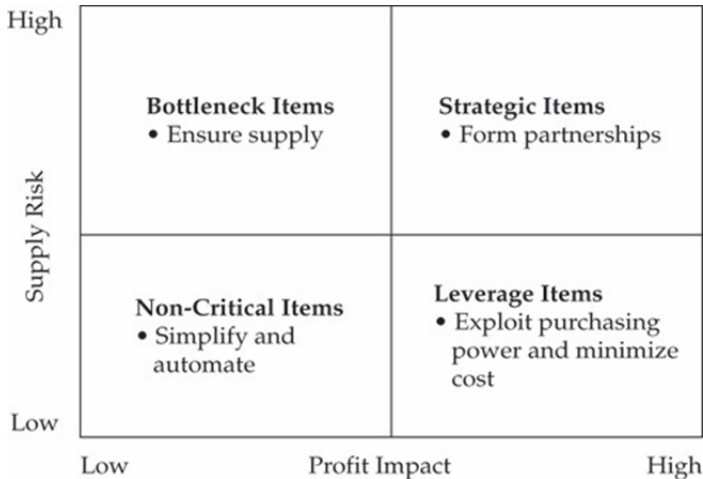 High
Bottleneck Items
• Ensure supply
Strategic Items
• Form partnerships
Supply Risk
Non-Critical Items
• Simplify and
automate
Leverage Items
• Exploit purchasing
power and minimize
cost
Low
Low
Profit Impact
High